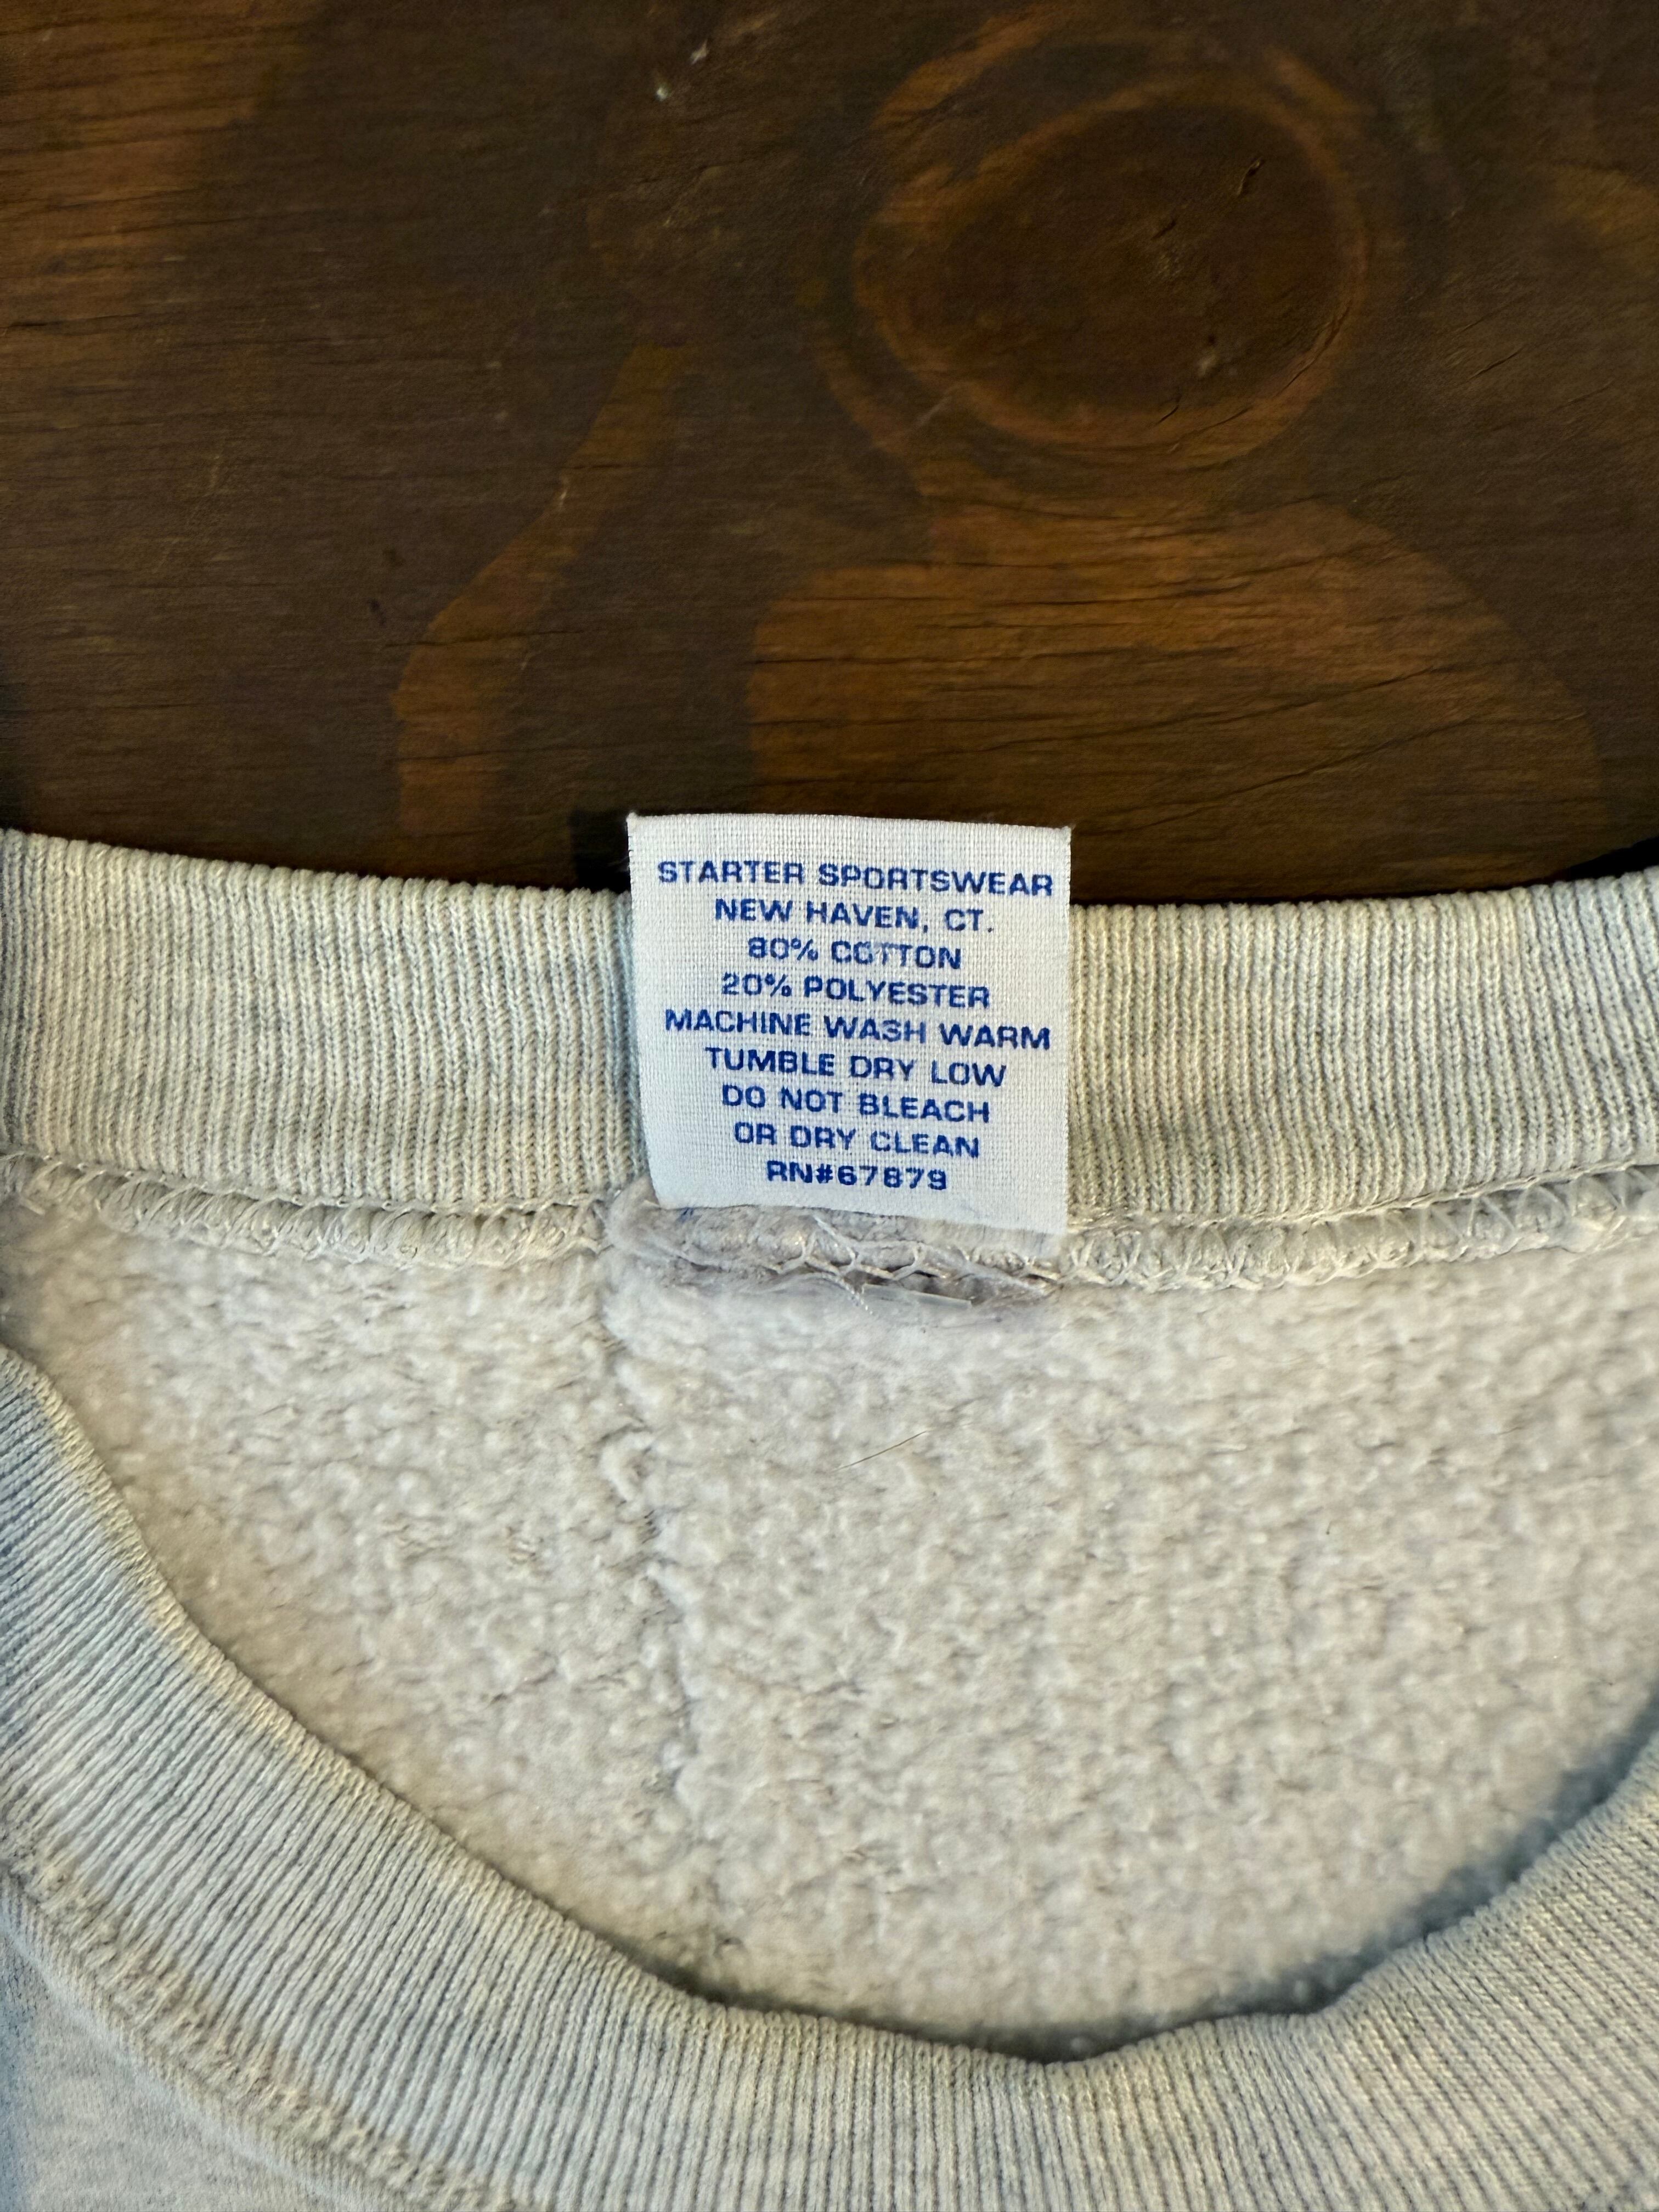 STARTER SPORTSWEAR
NEW HAVEN, CT.
80% COTTON
20% POLYESTER
MACHINE WASH WARM
TUMBLE DRY LOW
DO NOT BLEACH
OR DRY CLEAN
RN#67879